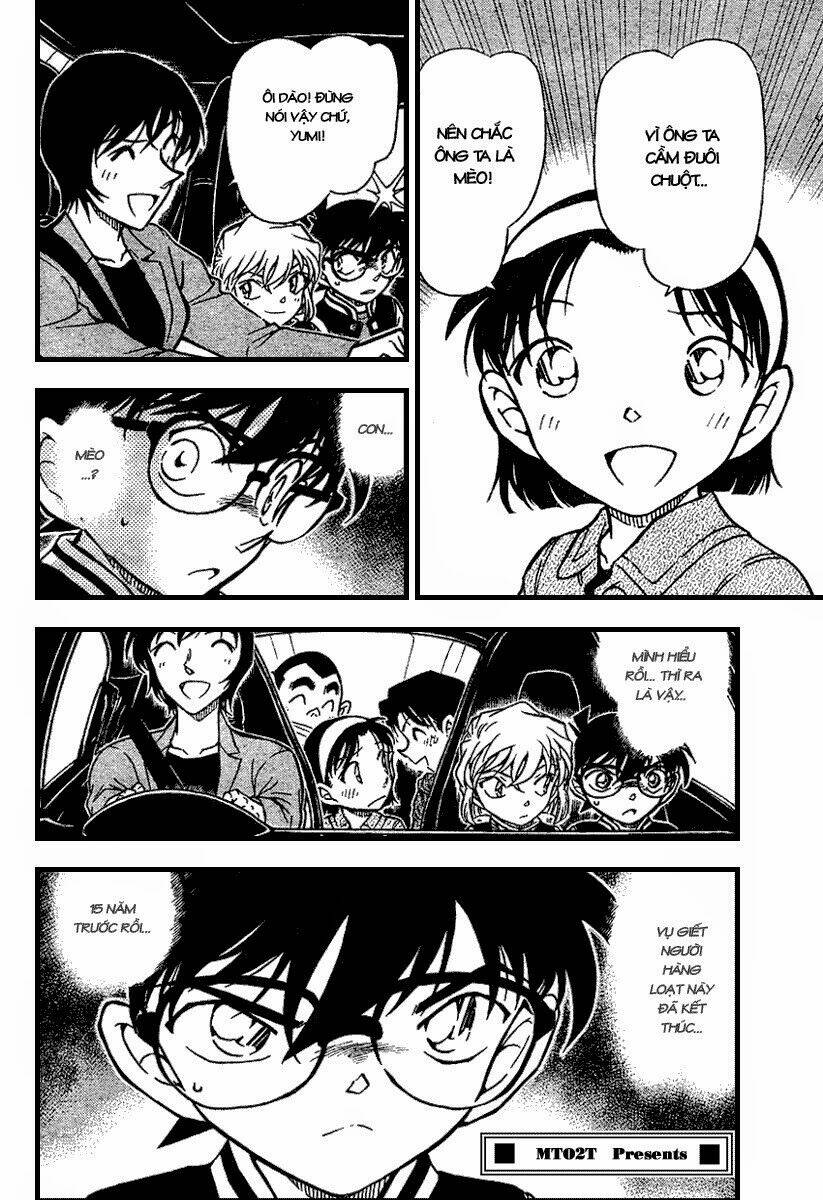 VÌ ÔNG TA
CẦM ĐUÔI
CHUỘT...
NÊN CHẮC
ÔNG TA LÀ
MÈO!
ÔI DÀO! ĐỪNG
NÓI VẬY CHỨ,
YUMI!
CON...
MÈO
...?
MÌNH HIỂU
RỒI... THÌ RA
LÀ VẬY...
VỤ GIẾT
NGƯỜI
HÀNG
LOẠT NÀY
ĐÃ KẾT
THÚC...
15 NĂM
TRƯỚC RỒI...
MT02T Presents